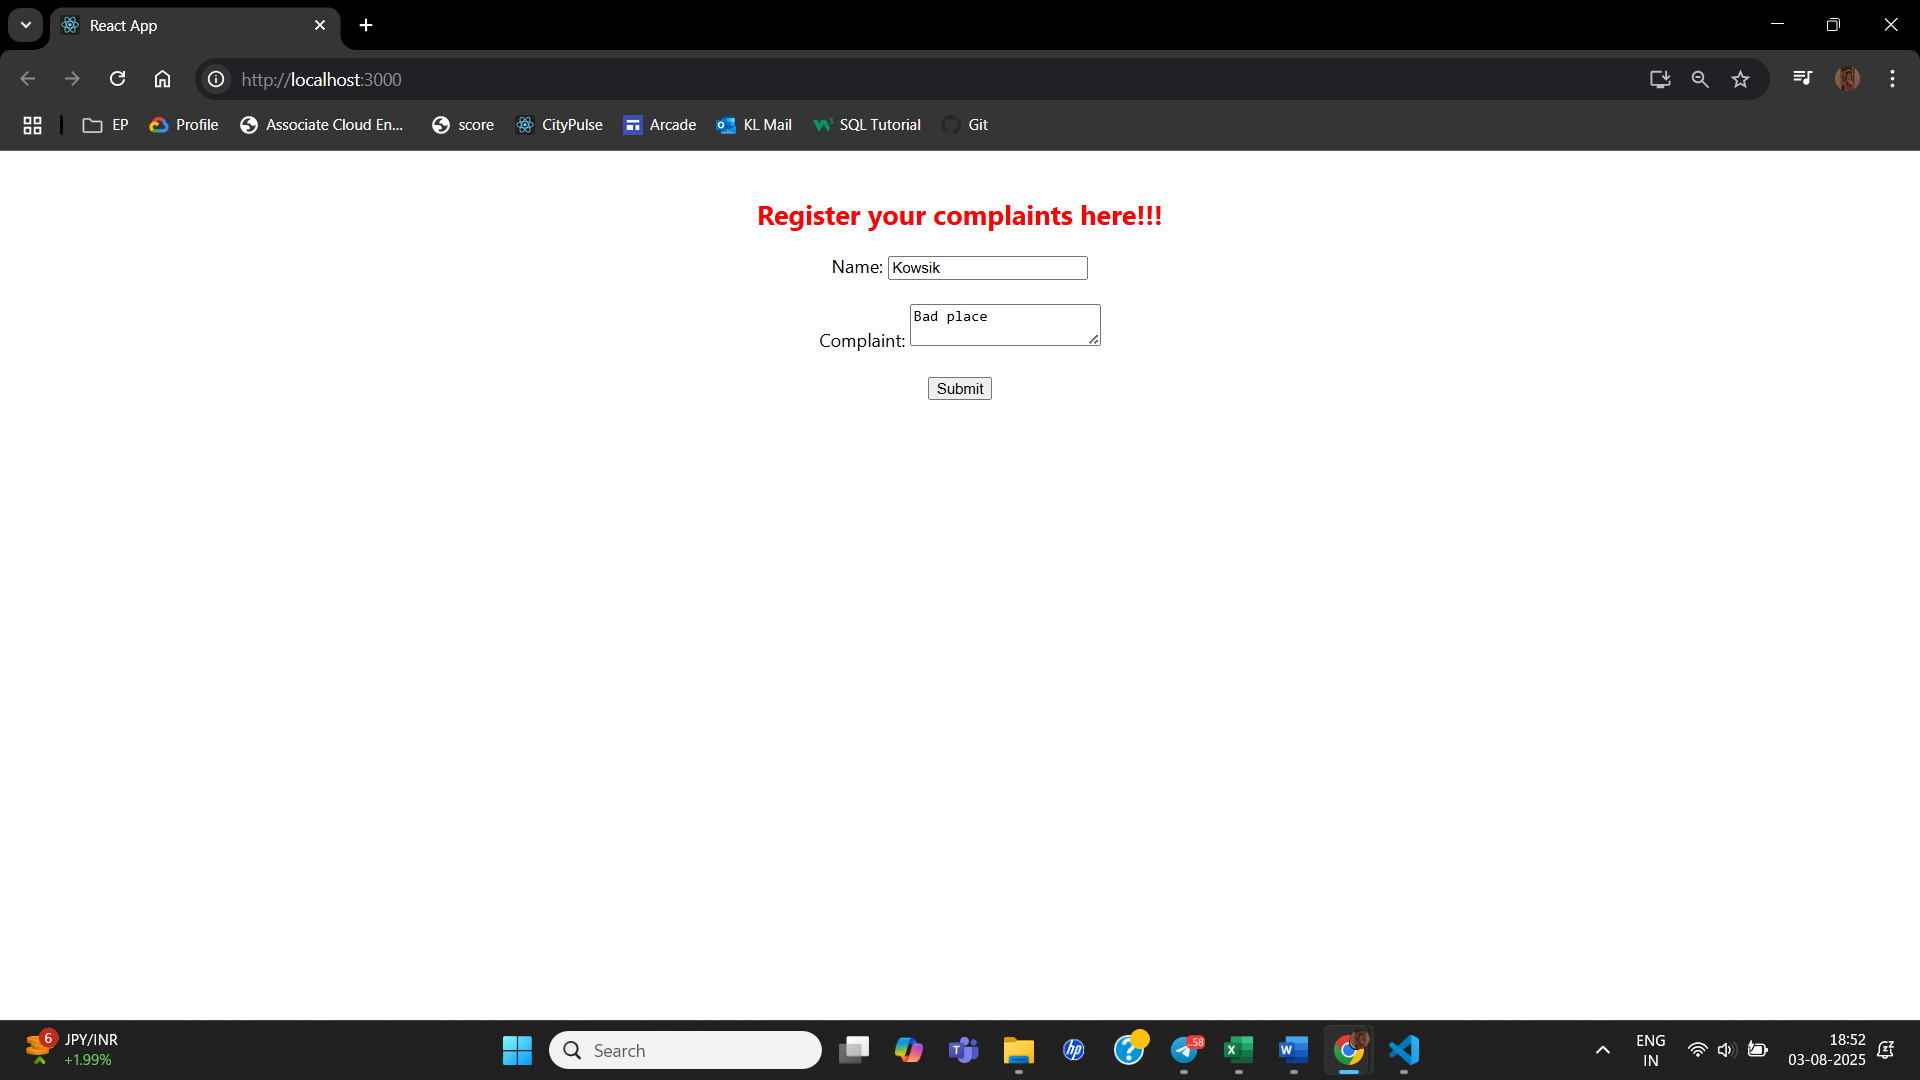 React App
http://localhost:3000
EP Profile Associate Cloud En... score CityPulse Arcade KL Mail SQL Tutorial Git
Register your complaints here!!!
Name: Kowsik
Complaint: Bad place
Submit
6 JPY/INR
+1.99%
Search
.58
ENG
IN
18:52
03-08-2025